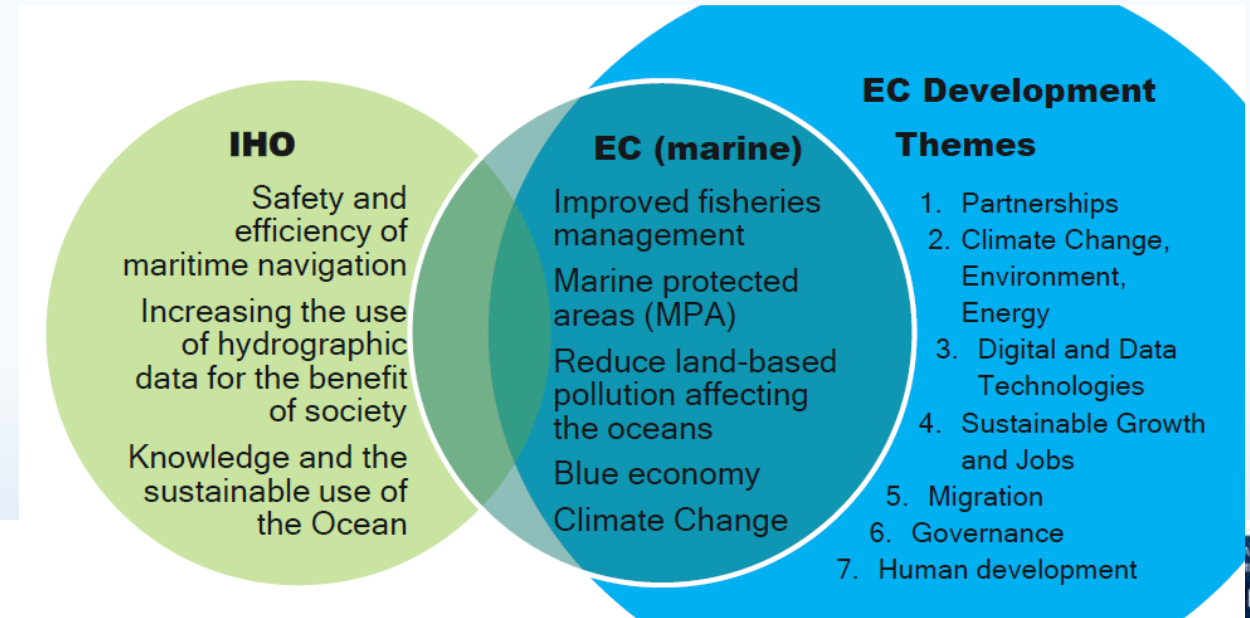 IHO
Safety and
efficiency of
maritime navigation
Increasing the use
of hydrographic
data for the benefit
of society
Knowledge and the
sustainable use of
the Ocean
EC (marine)
Improved fisheries
management
Marine protected
areas (MPA)
Reduce land-based
pollution affecting
the oceans
Blue economy
Climate Change
EC Development
Themes
1. Partnerships
2. Climate Change,
Environment,
Energy
3. Digital and Data
Technologies
4. Sustainable Growth
and Jobs
5. Migration
6. Governance
7. Human development